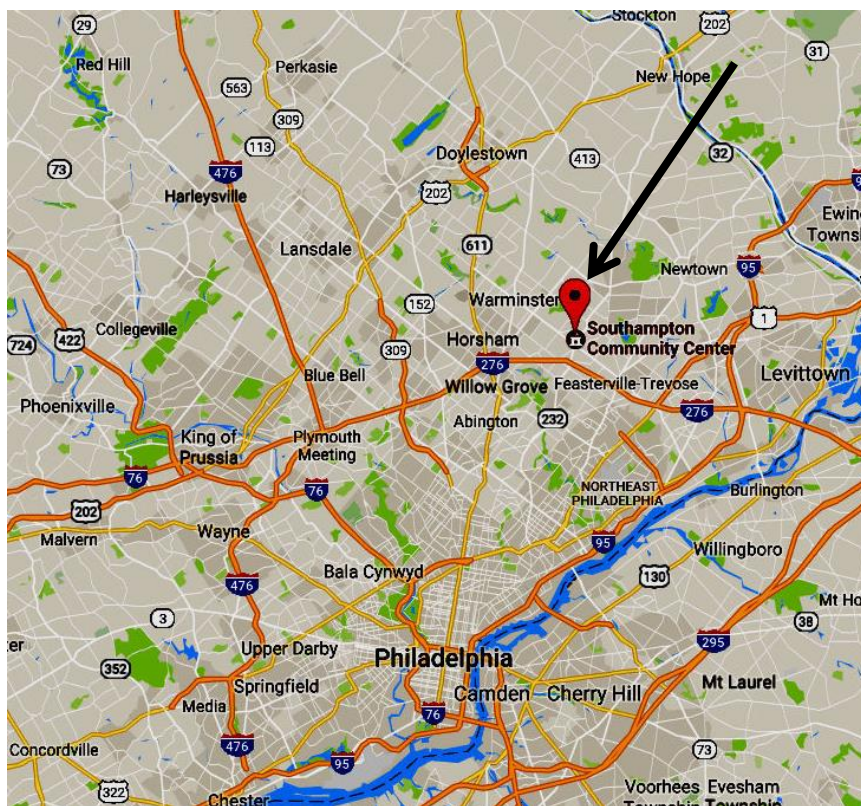 Stockton
29
202
31
Red Hill
Perkasie
New Hope
563
309
32
113
Doylestown
413
73
476
202
Harleysville
Ewing
Township
611
Lansdale
Newtown
95
152
Warminster
1
Collegeville
422
724
Horsham
Southampton
Community Center
309
276
Blue Bell
Willow Grove
Feasterville-Trevose
Levittown
Phoenixville
Abington
232
276
King of
Prussia
Plymouth
Meeting
76
76
NORTHEAST
PHILADELPHIA
Burlington
202
Malvern
Wayne
95
Willingboro
Bala Cynwyd
476
130
3
Mt Ho
38
ter
Upper Darby
295
352
Philadelphia
Springfield
Camden
Cherry Hill
Mt Laurel
Media
76
476
Concordville
95
73
322
Chester
Voorhees
Township
Evesham
Township